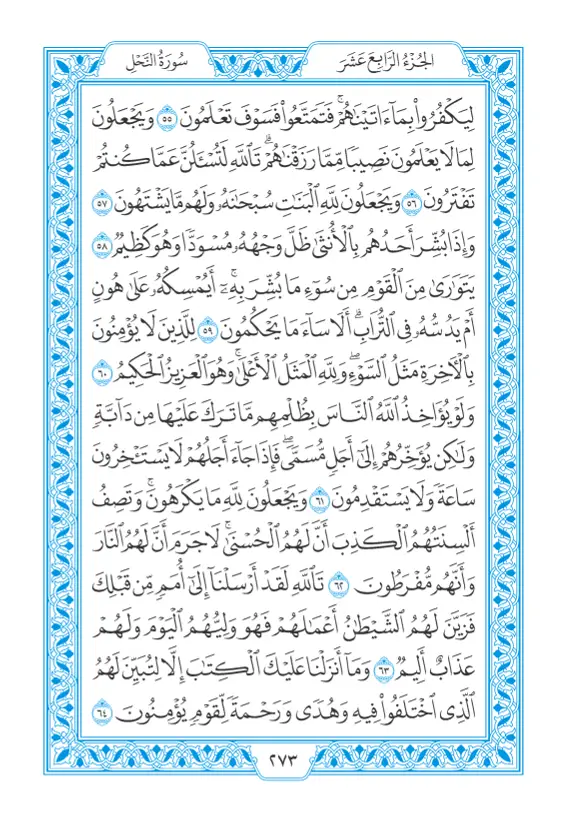 سُورَةُ النَّحْلِ
الجُزْءُ الرَّابِعَ عَشَرَ
لِيَكْفُرُواْ بِمَآ ءَاتَيْنَٰهُمْۚ فَتَمَتَّعُواْ فَسَوْفَ تَعْلَمُونَ ٥٥ وَيَجْعَلُونَ
لِمَا لَا يَعْلَمُونَ نَصِيبًا مِّمَّا رَزَقْنَٰهُمْۗ تَٱللَّهِ لَتُسْـَٔلُنَّ عَمَّا كُنتُمْ
تَفْتَرُونَ ٥٦ وَيَجْعَلُونَ لِلَّهِ ٱلْبَنَٰتِ سُبْحَٰنَهُۥ وَلَهُم مَّا يَشْتَهُونَ ٥٧
وَإِذَا بُشِّرَ أَحَدُهُم بِٱلْأُنثَىٰ ظَلَّ وَجْهُهُۥ مُسْوَدًّا وَهُوَ كَظِيمٌ ٥٨
يَتَوَٰرَىٰ مِنَ ٱلْقَوْمِ مِن سُوٓءِ مَا بُشِّرَ بِهِۦٓۚ أَيُمْسِكُهُۥ عَلَىٰ هُونٍ
أَمْ يَدُسُّهُۥ فِى ٱلتُّرَابِۗ أَلَا سَآءَ مَا يَحْكُمُونَ ٥٩ لِلَّذِينَ لَا يُؤْمِنُونَ
بِٱلْأٓخِرَةِ مَثَلُ ٱلسَّوْءِۖ وَلِلَّهِ ٱلْمَثَلُ ٱلْأَعْلَىٰۚ وَهُوَ ٱلْعَزِيزُ ٱلْحَكِيمُ ٦٠
وَلَوْ يُؤَاخِذُ ٱللَّهُ ٱلنَّاسَ بِظُلْمِهِم مَّا تَرَكَ عَلَيْهَا مِن دَآبَّةٍ
وَلَٰكِن يُؤَخِّرُهُمْ إِلَىٰٓ أَجَلٍ مُّسَمًّىۖ فَإِذَا جَآءَ أَجَلُهُمْ لَا يَسْتَـْٔخِرُونَ
سَاعَةً وَلَا يَسْتَقْدِمُونَ ٦١ وَيَجْعَلُونَ لِلَّهِ مَا يَكْرَهُونَۚ وَتَصِفُ
أَلْسِنَتُهُمُ ٱلْكَذِبَ أَنَّ لَهُمُ ٱلْحُسْنَىٰۚ لَا جَرَمَ أَنَّ لَهُمُ ٱلنَّارَ
وَأَنَّهُم مُّفْرَطُونَ ٦٢ تَٱللَّهِ لَقَدْ أَرْسَلْنَآ إِلَىٰٓ أُمَمٍ مِّن قَبْلِكَ
فَزَيَّنَ لَهُمُ ٱلشَّيْطَٰنُ أَعْمَٰلَهُمْ فَهُوَ وَلِيُّهُمُ ٱلْيَوْمَ وَلَهُمْ
عَذَابٌ أَلِيمٌ ٦٣ وَمَآ أَنزَلْنَا عَلَيْكَ ٱلْكِتَٰبَ إِلَّا لِتُبَيِّنَ لَهُمُ
ٱلَّذِى ٱخْتَلَفُواْ فِيهِ وَهُدًى وَرَحْمَةً لِّقَوْمٍ يُؤْمِنُونَ ٦٤
٢٧٣